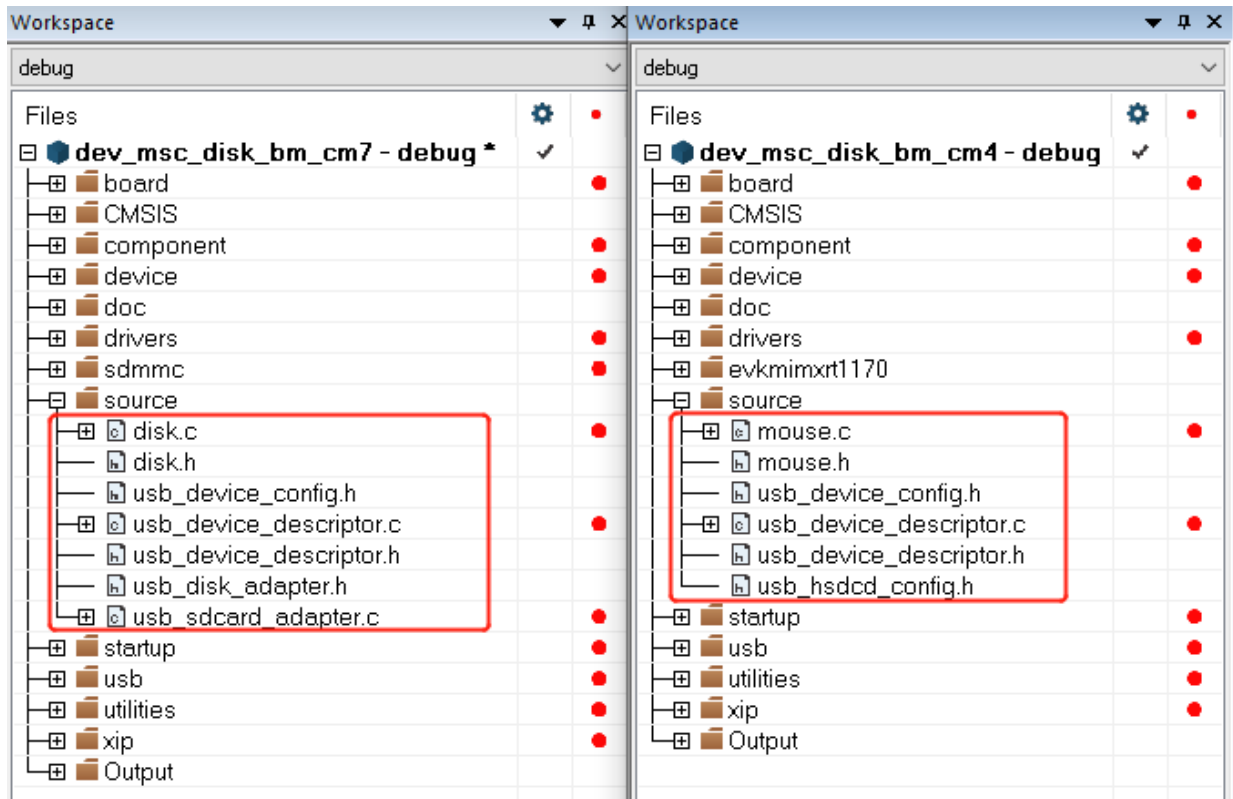 Workspace
debug
Files
dev_msc_disk_bm_cm7 - debug *
board
CMSIS
component
device
doc
drivers
sdmmc
source
disk.c
disk.h
usb_device_config.h
usb_device_descriptor.c
usb_device_descriptor.h
usb_disk_adapter.h
usb_sdcard_adapter.c
startup
usb
utilities
xip
Output
Workspace
debug
Files
dev_msc_disk_bm_cm4 - debug
board
CMSIS
component
device
doc
drivers
evkmimxrt1170
source
mouse.c
mouse.h
usb_device_config.h
usb_device_descriptor.c
usb_device_descriptor.h
usb_hsdcd_config.h
startup
usb
utilities
xip
Output